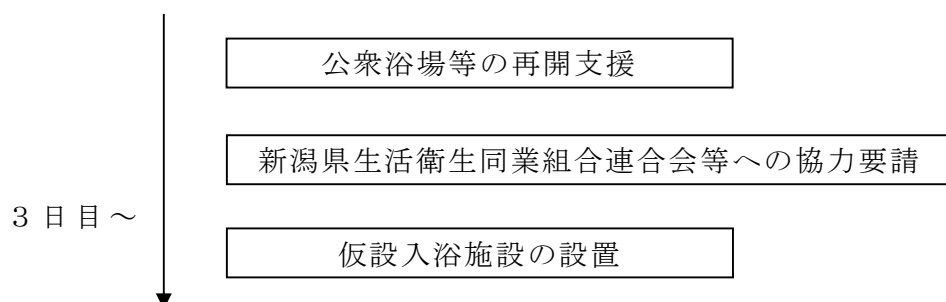 公衆浴場等の再開支援
新潟県生活衛生同業組合連合会等への協力要請
３日目～
仮設入浴施設の設置